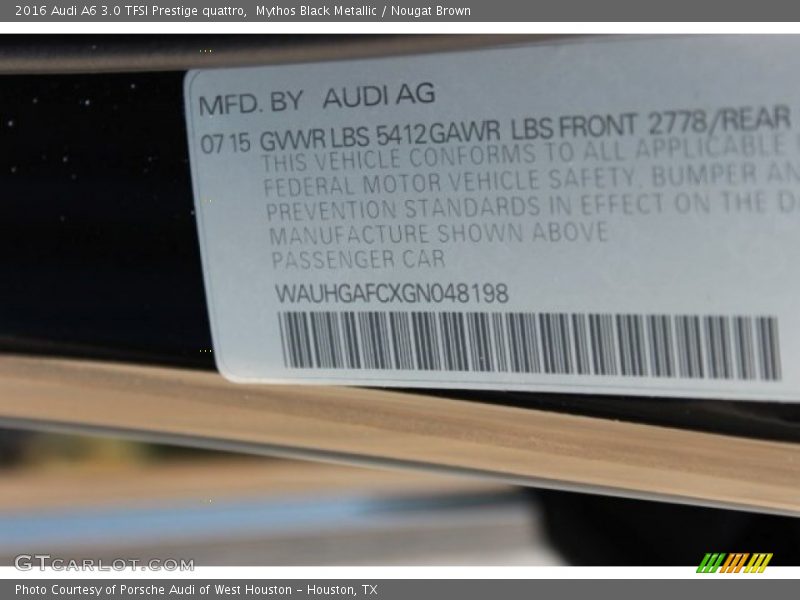 2016 Audi A6 3.0 TFSI Prestige quattro,  Mythos Black Metallic / Nougat Brown
MFD. BY AUDI AG
07 15 GVWR LBS 5412 GAWR LBS FRONT 2778/REAR
THIS VEHICLE CONFORMS TO ALL APPLICABLE
FEDERAL MOTOR VEHICLE SAFETY, BUMPER AN
PREVENTION STANDARDS IN EFFECT ON THE D
MANUFACTURE SHOWN ABOVE
PASSENGER CAR
WAUHGAFCXGN048198
GTCARLOT.COM
Photo Courtesy of Porsche Audi of West Houston - Houston, TX